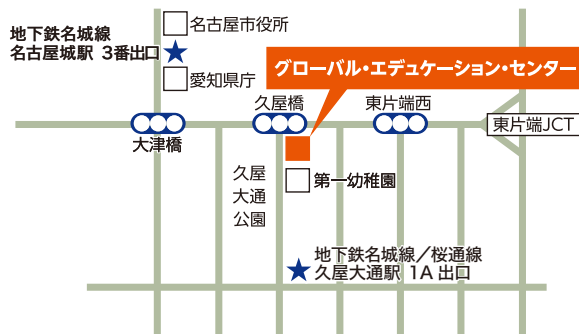 名古屋市役所
地下鉄名城線
名古屋城駅 3番出口
愛知県庁
グローバル・エデュケーション・センター
久屋橋
東片端西
東片端JCT
大津橋
久屋
大通
公園
第一幼稚園
地下鉄名城線／桜通線
久屋大通駅 1A 出口